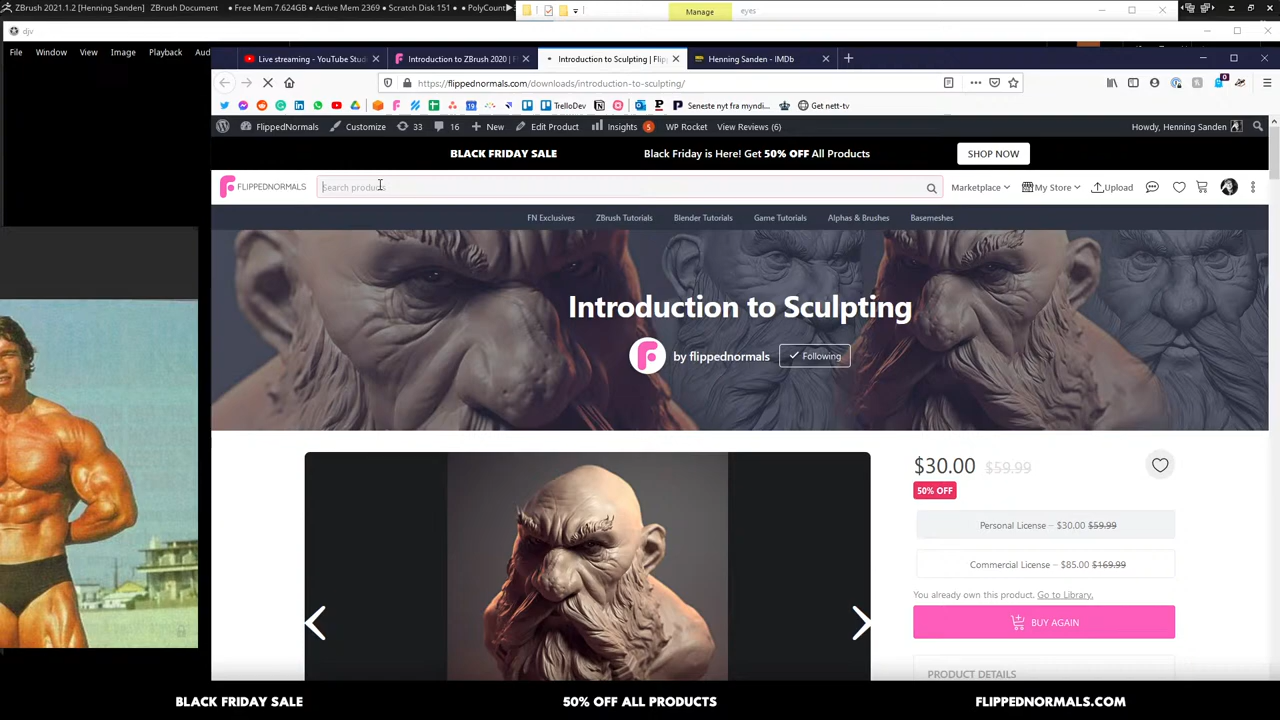 ZBrush 2021.1.2 [Henning Sanden]  ZBrush Document  • Free Mem 7.624GB • Active Mem 2369 • Scratch Disk 151 • PolyCount
Manage
eyes
djv
File Window View Image Playback Aud
Live streaming - YouTube Stud
Introduction to ZBrush 2020 | F
Introduction to Sculpting | Flip
Henning Sanden - IMDb
https://flippednormals.com/downloads/introduction-to-sculpting/
TrelloDev
Seneste nyt fra myndi...
Get nett-tv
FlippedNormals Customize 33 16 New Edit Product Insights 5 WP Rocket View Reviews (6) Howdy, Henning Sanden
BLACK FRIDAY SALE Black Friday is Here! Get 50% OFF All Products SHOP NOW
FLIPPEDNORMALS Search products Marketplace My Store Upload
FN Exclusives ZBrush Tutorials Blender Tutorials Game Tutorials Alphas & Brushes Basemeshes
Introduction to Sculpting
by flippednormals Following
$30.00 $59.99
50% OFF
Personal License – $30.00 $59.99
Commercial License – $85.00 $169.99
You already own this product. Go to Library.
BUY AGAIN
PRODUCT DETAILS
BLACK FRIDAY SALE 50% OFF ALL PRODUCTS FLIPPEDNORMALS.COM